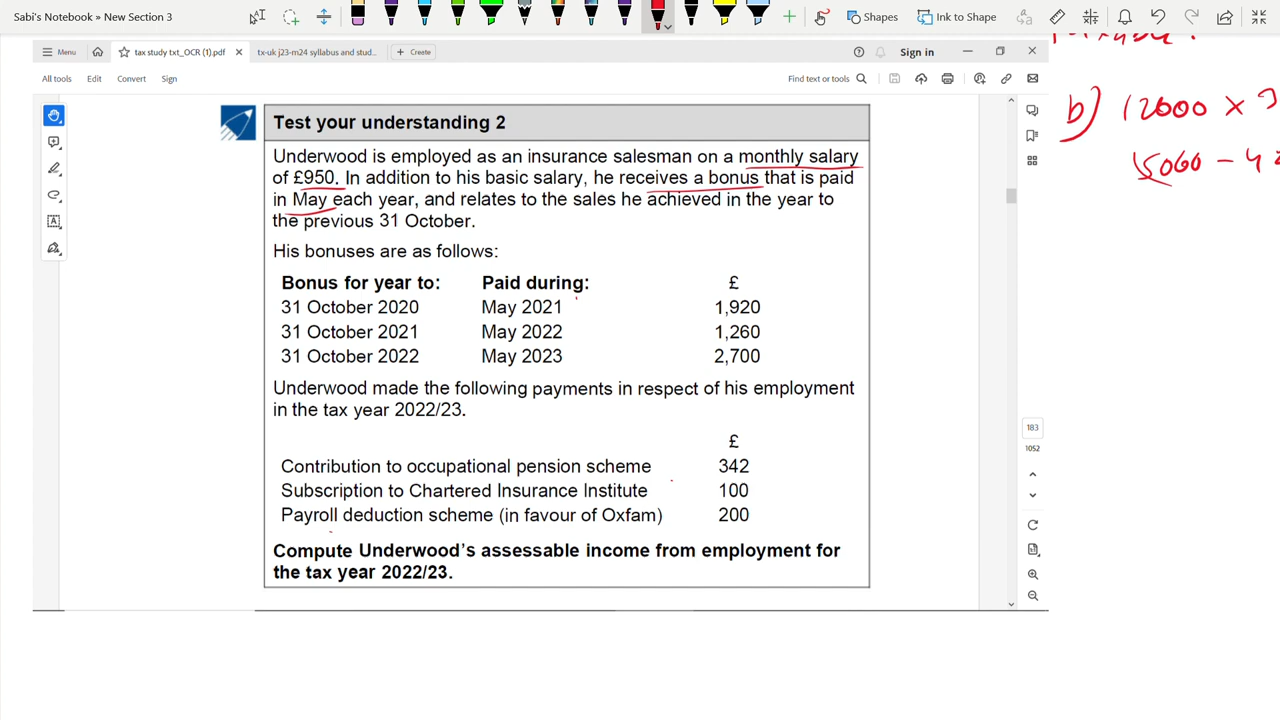 Sabi's Notebook » New Section 3
Shapes
Ink to Shape
Menu
tax study txt_OCR (1).pdf
tx-uk j23-m24 syllabus and stud...
+ Create
Sign in
All tools
Edit
Convert
Sign
Find text or tools
b) 12000 ×
Test your understanding 2
Underwood is employed as an insurance salesman on a monthly salary
of £950. In addition to his basic salary, he receives a bonus that is paid
in May each year, and relates to the sales he achieved in the year to
the previous 31 October.
His bonuses are as follows:
Bonus for year to: Paid during: £
31 October 2020 May 2021 1,920
31 October 2021 May 2022 1,260
31 October 2022 May 2023 2,700
Underwood made the following payments in respect of his employment
in the tax year 2022/23.
£
Contribution to occupational pension scheme 342
Subscription to Chartered Insurance Institute 100
Payroll deduction scheme (in favour of Oxfam) 200
Compute Underwood's assessable income from employment for
the tax year 2022/23.
183
1052